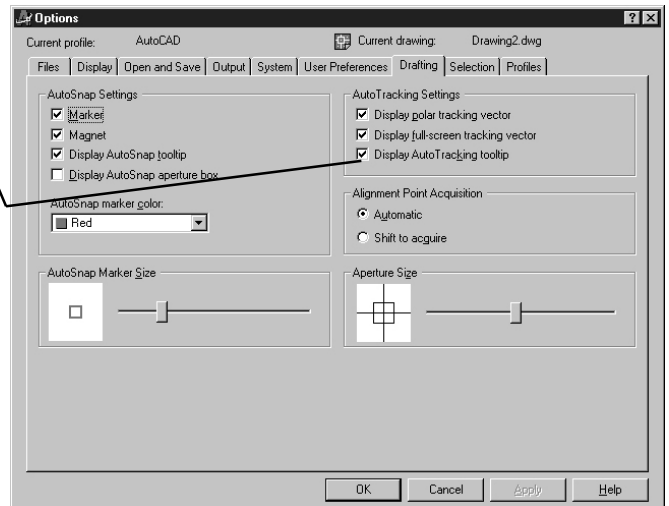 Options
Current profile: AutoCAD Current drawing: Drawing2.dwg
Files Display Open and Save Output System User Preferences Drafting Selection Profiles
AutoSnap Settings
Marker
Magnet
Display AutoSnap tooltip
Display AutoSnap aperture box
AutoSnap marker color:
Red
AutoTracking Settings
Display polar tracking vector
Display full-screen tracking vector
Display AutoTracking tooltip
Alignment Point Acquisition
Automatic
Shift to acquire
AutoSnap Marker Size
Aperture Size
OK Cancel Apply Help